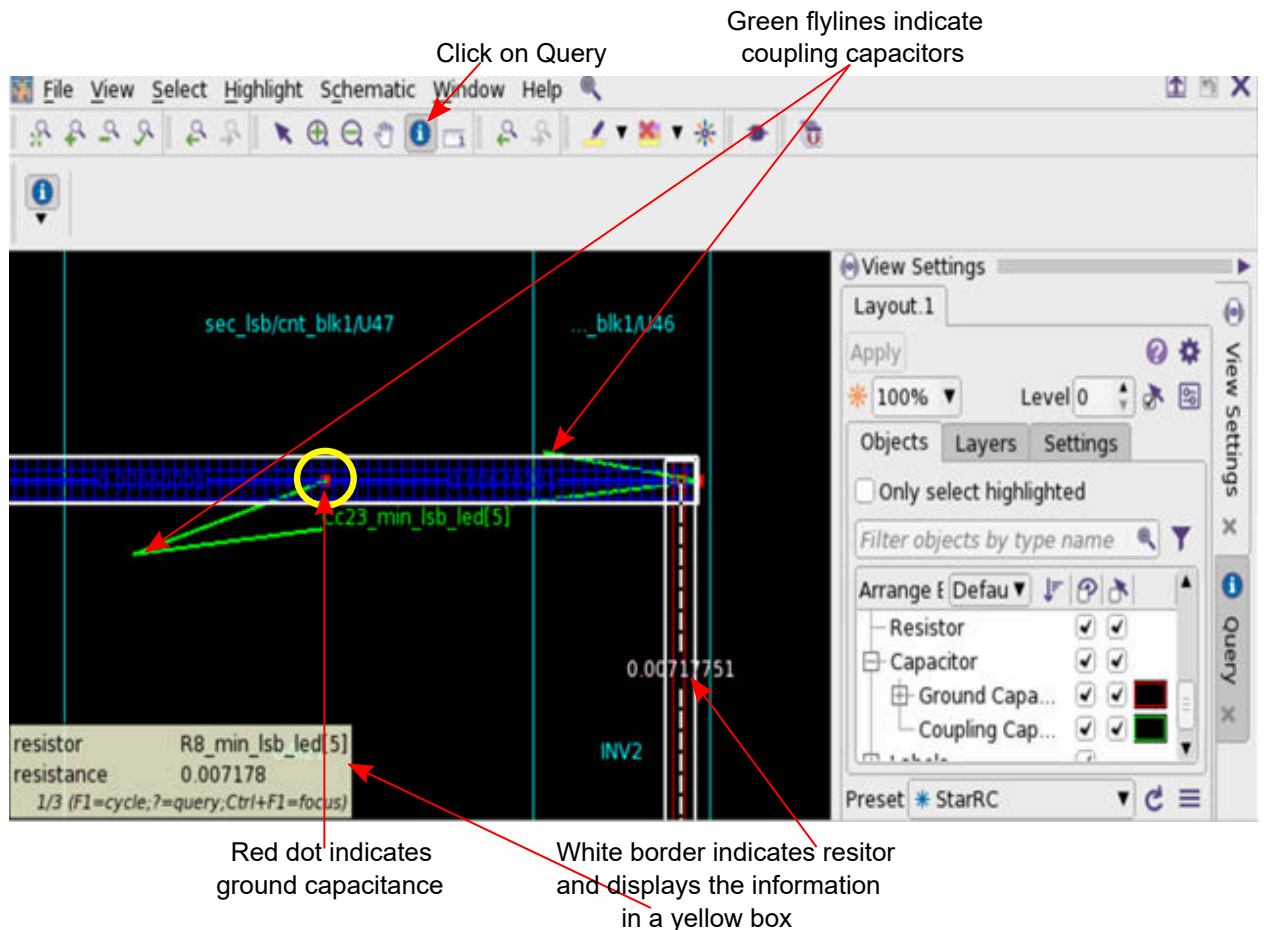 Green flylines indicate
coupling capacitors
Click on Query
File View Select Highlight Schematic Window Help
sec_lsb/cnt_blk1/U47
..._blk1/U46
Cc23_min_lsb_led[5]
0.00717751
INV2
resistor R8_min_lsb_led[5]
resistance 0.007178
1/3 (F1=cycle;?=query;Ctrl+F1=focus)
View Settings
Layout.1
Apply
100% Level 0
Objects Layers Settings
Only select highlighted
Filter objects by type name
Arrange E Defau
Resistor
Capacitor
Ground Capa...
Coupling Cap...
Labels
Preset StarRC
View Settings
Query
Red dot indicates
ground capacitance
White border indicates resitor
and displays the information
in a yellow box